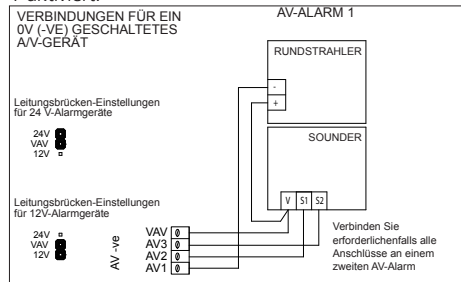 VERBINDUNGEN FÜR EIN
0V (-VE) GESCHALTETES
A/V-GERÄT
AV-ALARM 1
RUNDSTRAHLER
-
+
Leitungsbrücken-Einstellungen
für 24 V-Alarmgeräte
24V
VAV
12V
SOUNDER
V S1 S2
Leitungsbrücken-Einstellungen
für 12V-Alarmgeräte
24V
VAV
12V
AV -ve
VAV
AV3
AV2
AV1
Verbinden Sie
erforderlichenfalls alle
Anschlüsse an einem
zweiten AV-Alarm